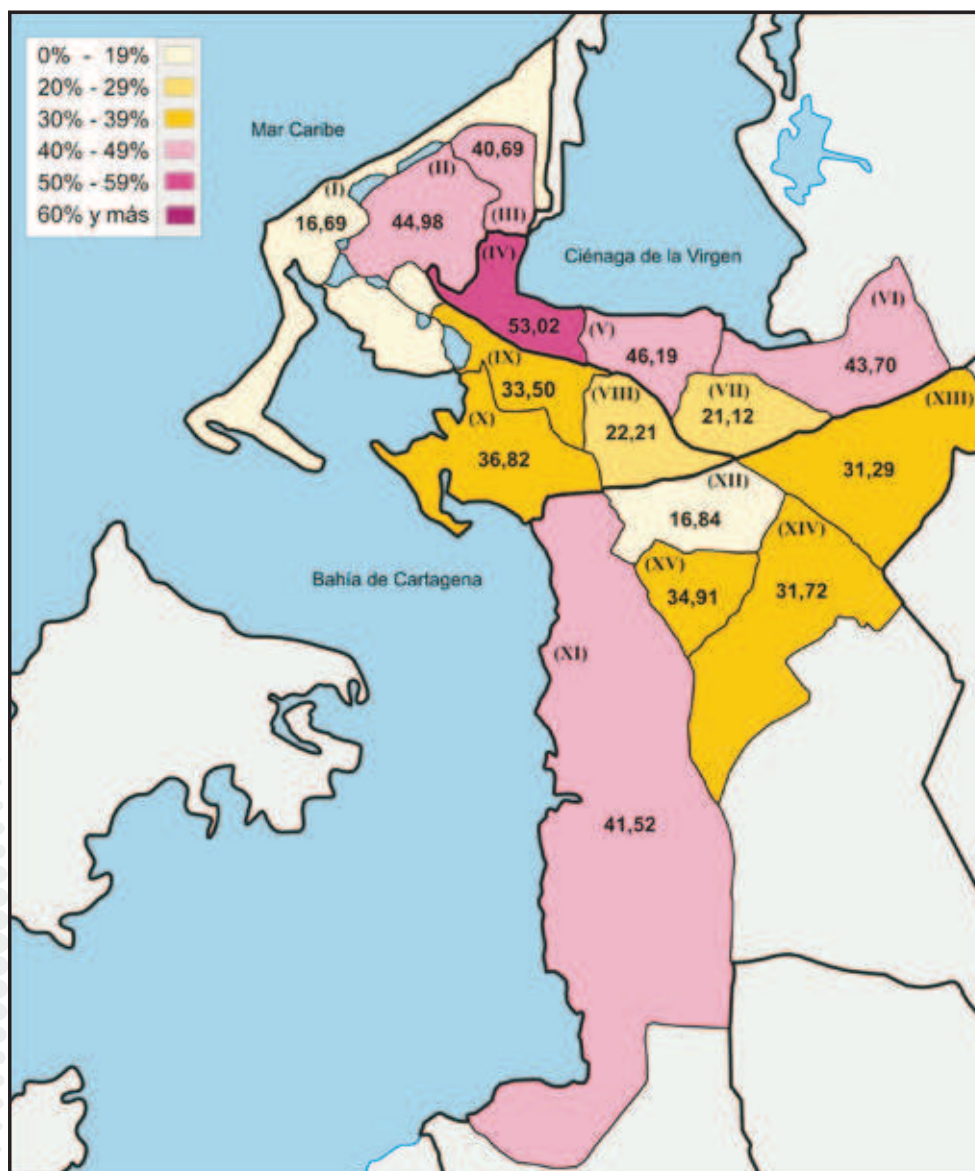 0% - 19%
20% - 29%
30% - 39%
40% - 49%
50% - 59%
60% y más
Mar Caribe
40,69
(II)
(I)
16,69
44,98
(III)
(IV)
Ciénaga de la Virgen
(VI)
53,02
(V)
46,19
43,70
(IX)
33,50
(VIII)
(VII)
21,12
(XIII)
(X)
22,21
36,82
31,29
(XII)
16,84
(XIV)
Bahía de Cartagena
(XV)
34,91
31,72
(XI)
41,52